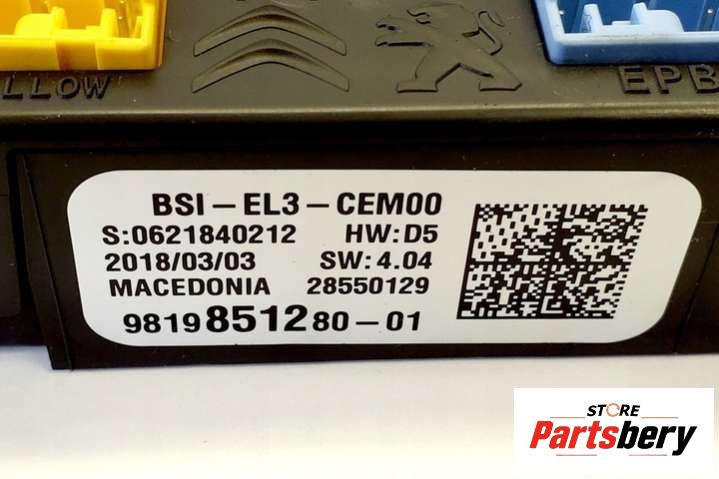 LLOW
EPB
BSI-EL3-CEM00
S:0621840212 HW:D5
2018/03/03 SW:4.04
MACEDONIA 28550129
9819851280-01
STORE
Partsbery